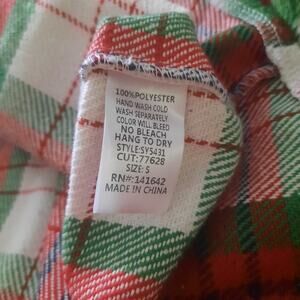 100%POLYESTER
HAND WASH COLD
WASH SEPARATELY
COLOR WILL BLEED
NO BLEACH
HANG TO DRY
STYLE:SY5431
CUT:77628
SIZE: S
RN#:141642
MADE IN CHINA